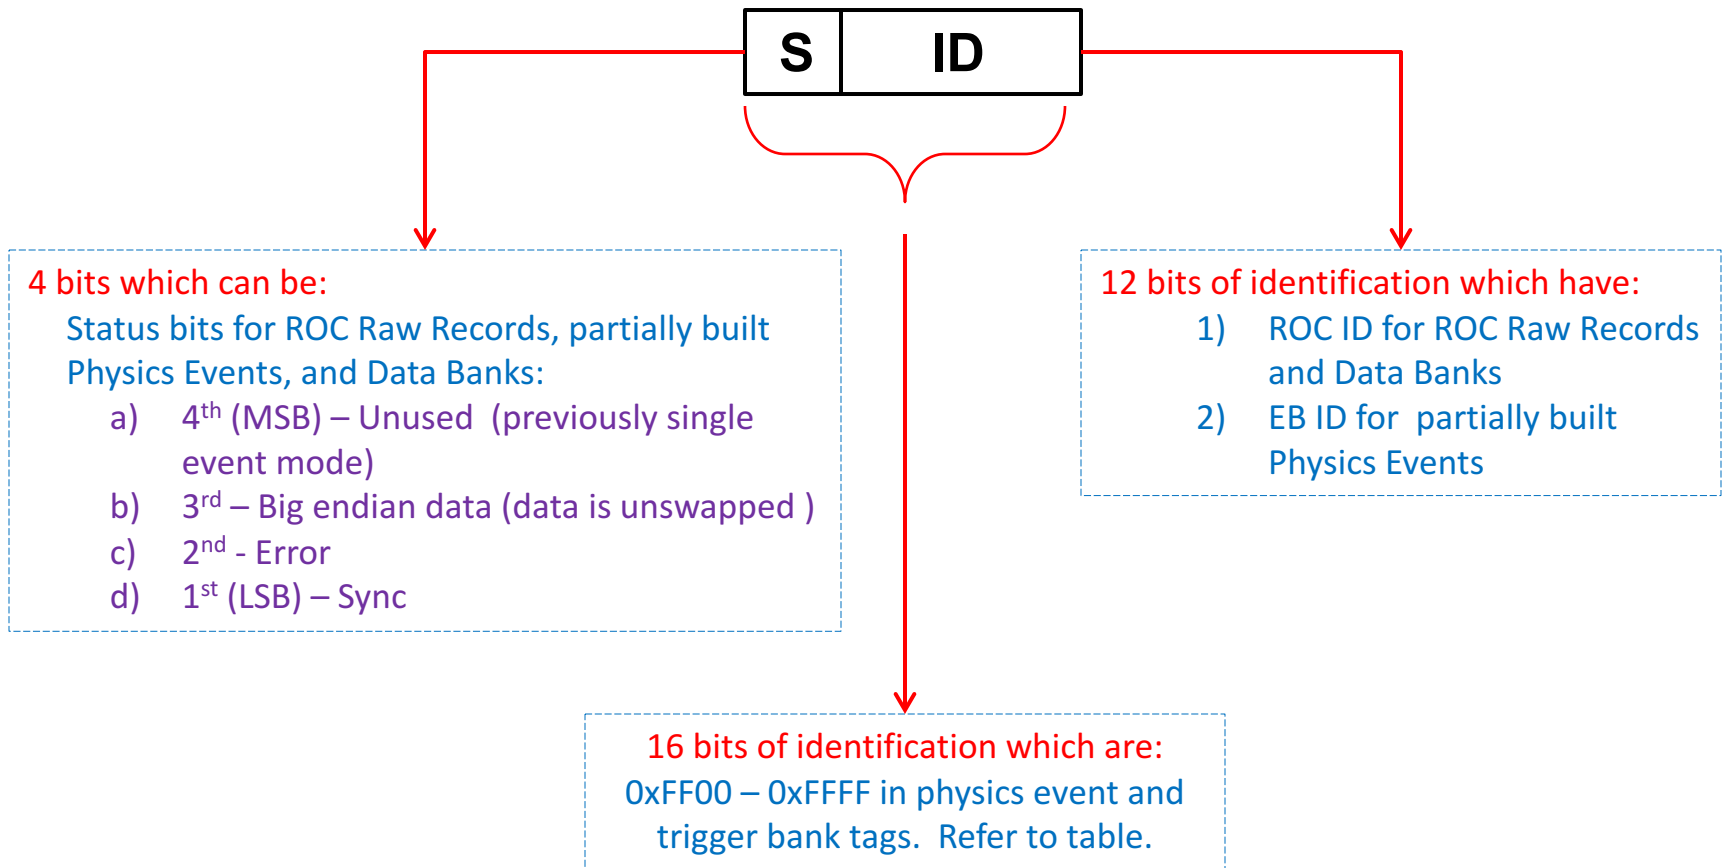 S ID
4 bits which can be:
Status bits for ROC Raw Records, partially built
Physics Events, and Data Banks:
a) 4th (MSB) – Unused (previously single
event mode)
b) 3rd – Big endian data (data is unswapped )
c) 2nd - Error
d) 1st (LSB) – Sync
12 bits of identification which have:
1) ROC ID for ROC Raw Records
and Data Banks
2) EB ID for partially built
Physics Events
16 bits of identification which are:
0xFF00 – 0xFFFF in physics event and
trigger bank tags. Refer to table.